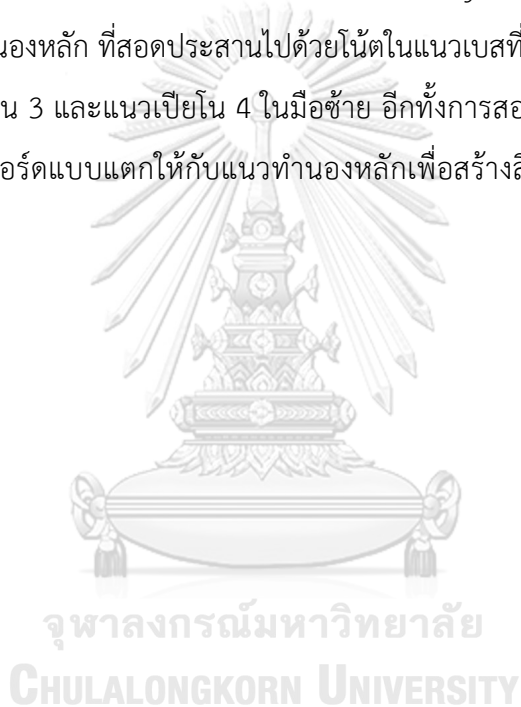 นองหลัก ที่สอดประสานไปด้วยโน้ตในแนวเบสที่
น 3 และแนวเปียโน 4 ในมือซ้าย อีกทั้งการสอ
อร์ดแบบแตกให้กับแนวทำนองหลักเพื่อสร้างสี
จุฬาลงกรณ์มหาวิทยาลัย
CHULALONGKORN UNIVERSITY